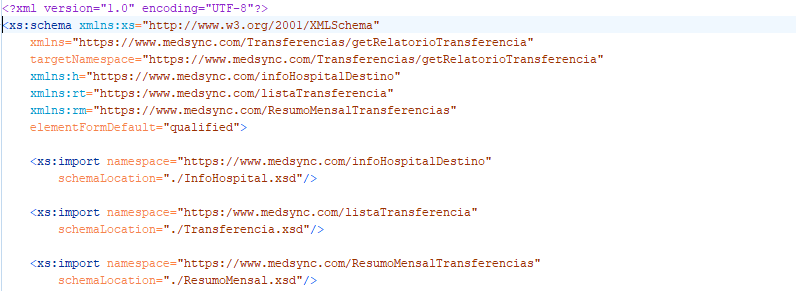 <?xml version="1.0" encoding="UTF-8"?>
<xs:schema xmlns:xs="http://www.w3.org/2001/XMLSchema"
xmlns="https://www.medsync.com/Transferencias/getRelatorioTransferencia"
targetNamespace="https://www.medsync.com/Transferencias/getRelatorioTransferencia"
xmlns:h="https://www.medsync.com/infoHospitalDestino"
xmlns:rt="https:/www.medsync.com/listaTransferencia"
xmlns:rm="https://www.medsync.com/ResumoMensalTransferencias"
elementFormDefault="qualified">
<xs:import namespace="https://www.medsync.com/infoHospitalDestino"
schemaLocation="./InfoHospital.xsd"/>
<xs:import namespace="https:/www.medsync.com/listaTransferencia"
schemaLocation="./Transferencia.xsd"/>
<xs:import namespace="https://www.medsync.com/ResumoMensalTransferencias"
schemaLocation="./ResumoMensal.xsd"/>